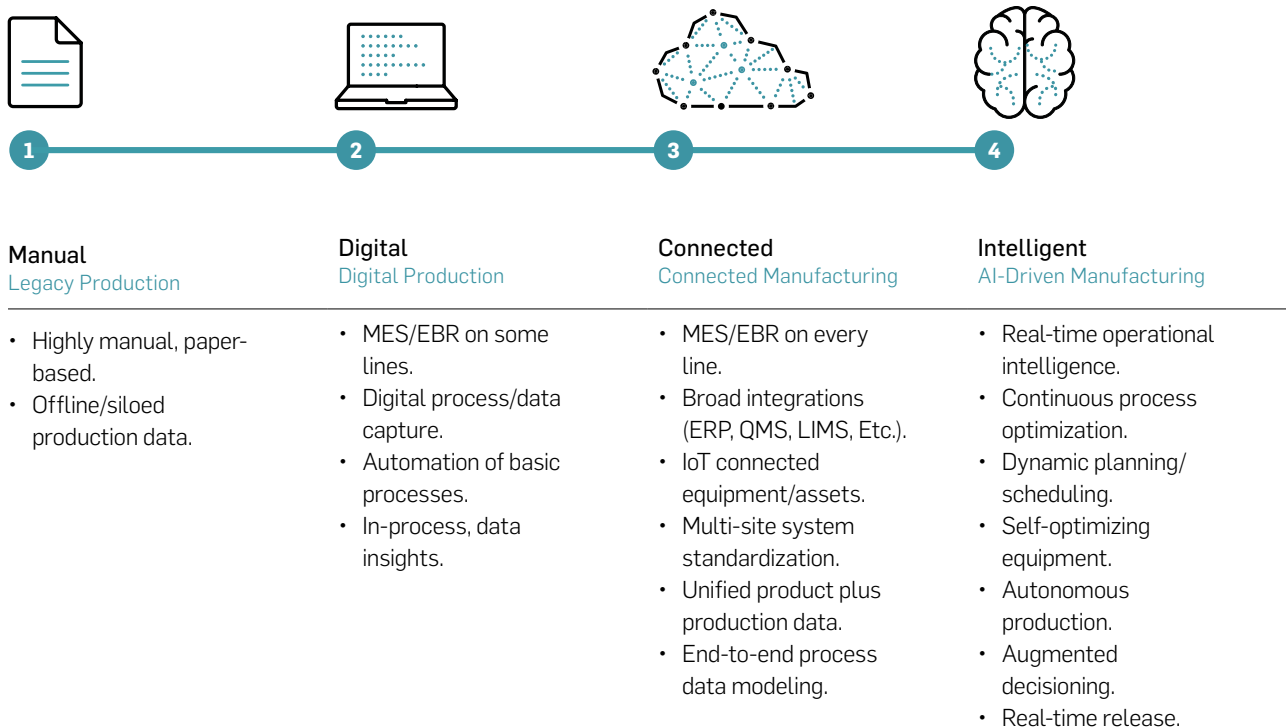 1
2
3
4
Manual
Legacy Production
• Highly manual, paper-
based.
• Offline/siloed
production data.
Digital
Digital Production
• MES/EBR on some
lines.
• Digital process/data
capture.
• Automation of basic
processes.
• In-process, data
insights.
Connected
Connected Manufacturing
• MES/EBR on every
line.
• Broad integrations
(ERP, QMS, LIMS, Etc.).
• IoT connected
equipment/assets.
• Multi-site system
standardization.
• Unified product plus
production data.
• End-to-end process
data modeling.
Intelligent
AI-Driven Manufacturing
• Real-time operational
intelligence.
• Continuous process
optimization.
• Dynamic planning/
scheduling.
• Self-optimizing
equipment.
• Autonomous
production.
• Augmented
decisioning.
• Real-time release.